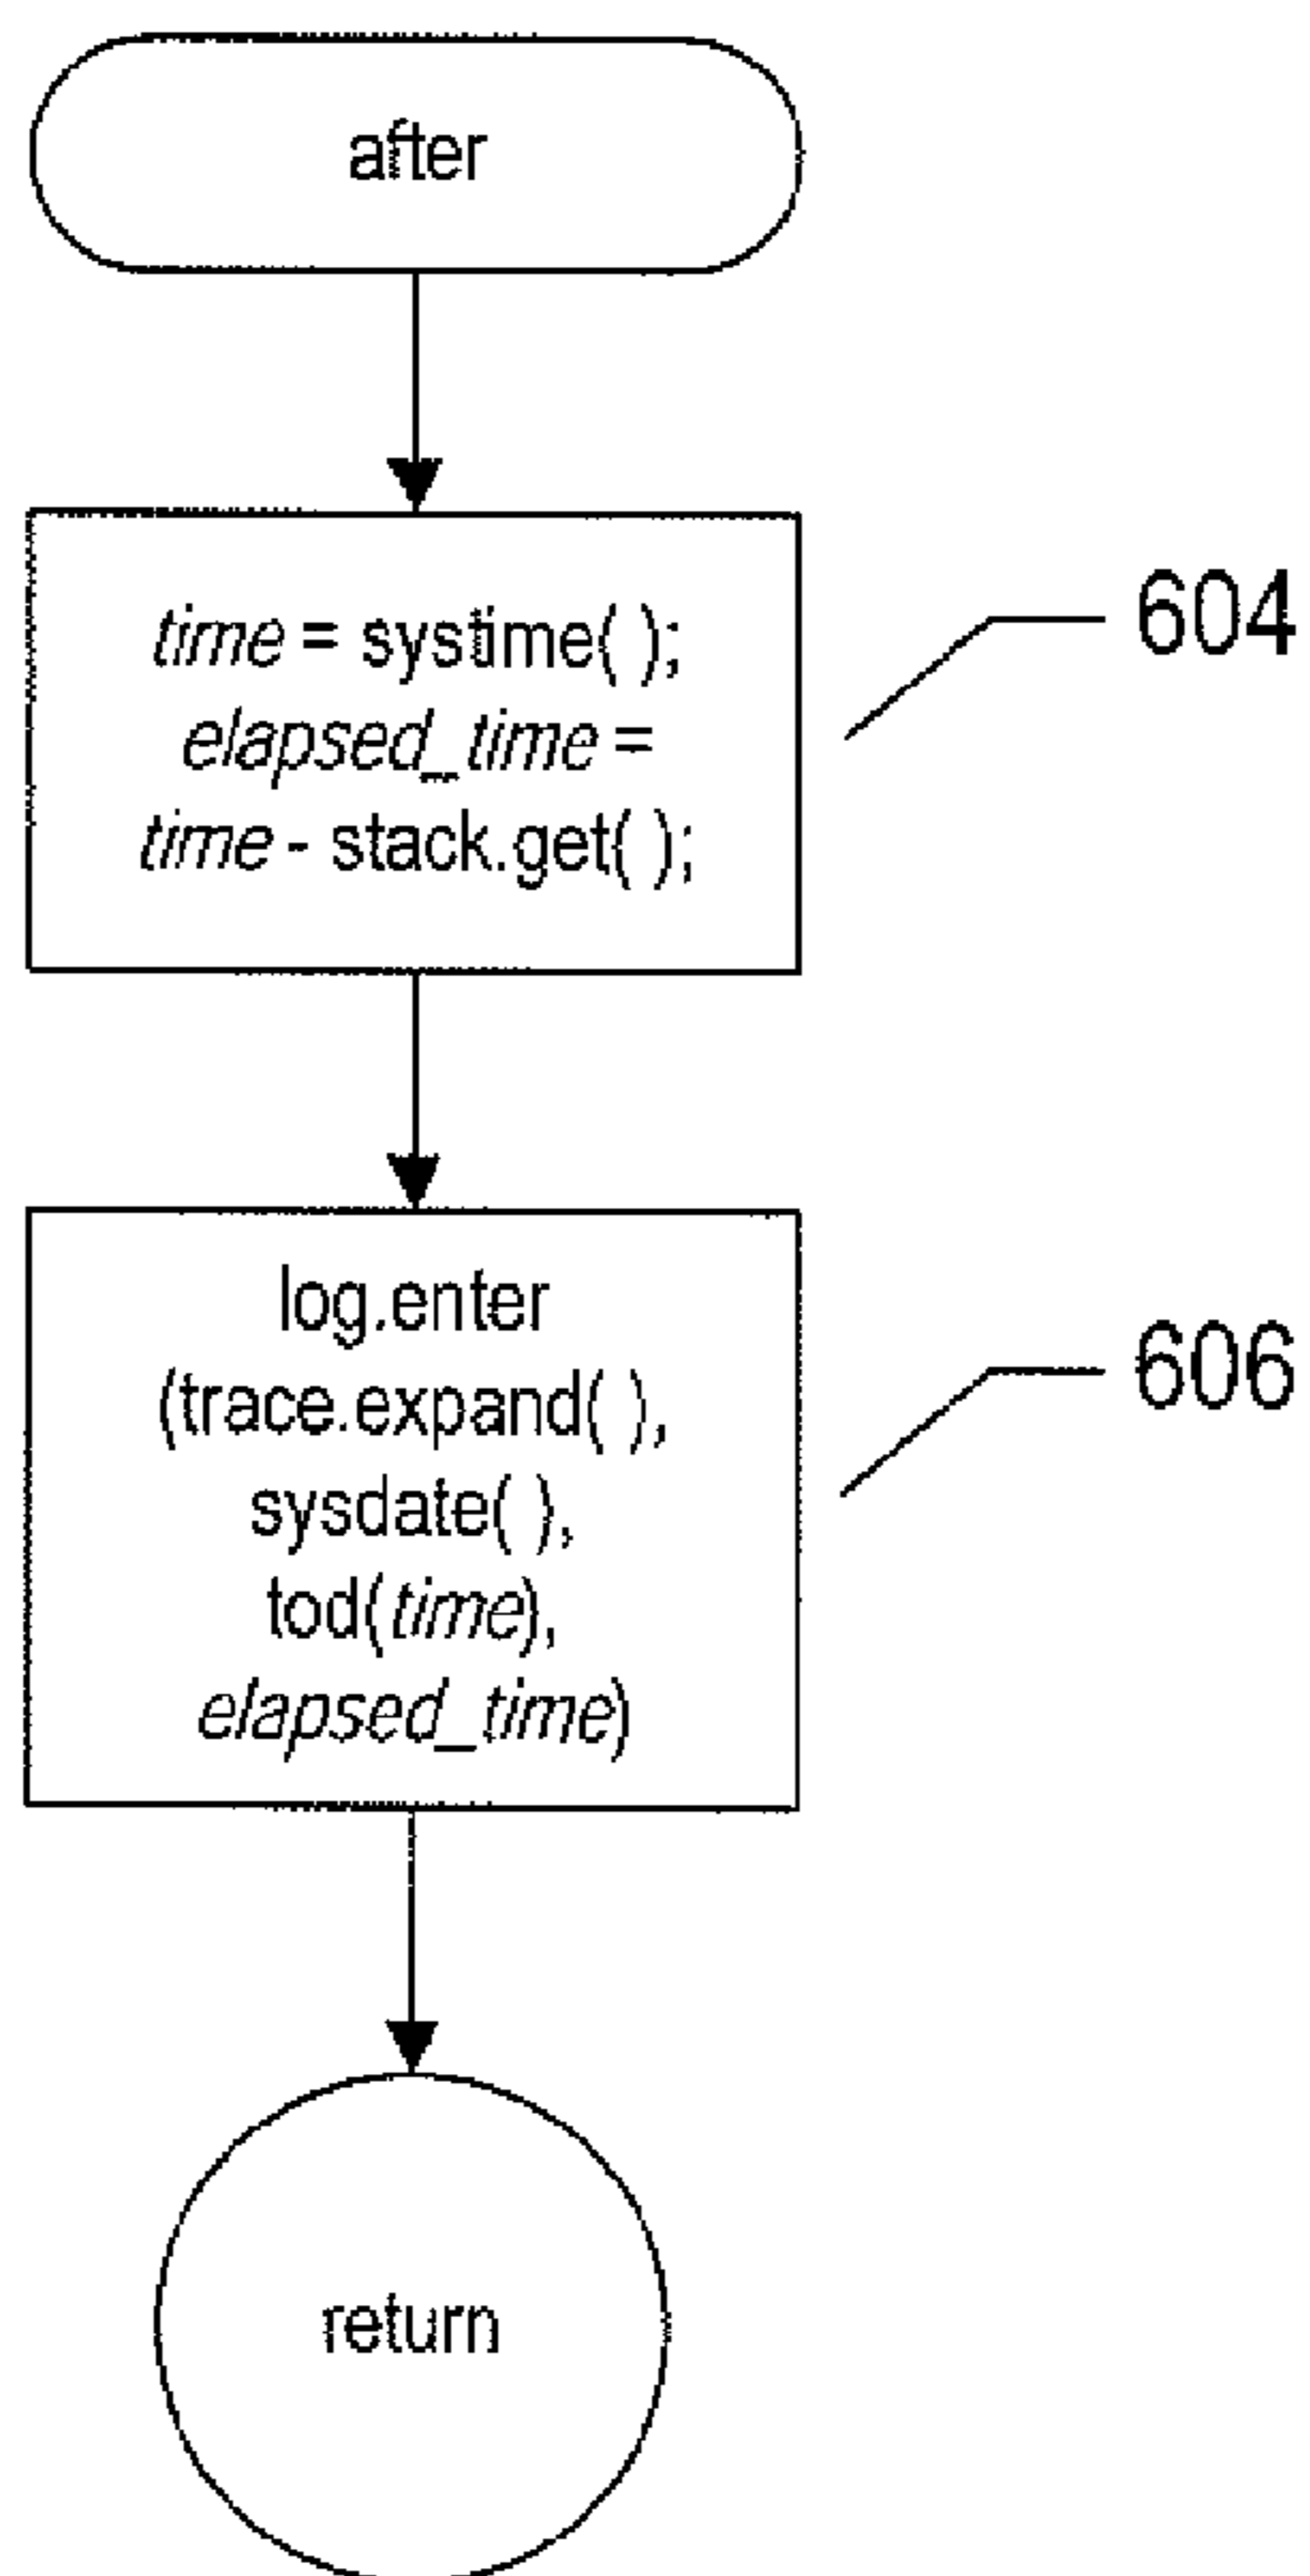 after
time = systime( );
elapsed_time =
time - stack.get( );
604
log.enter
(trace.expand( ),
sysdate( ),
tod(time),
elapsed_time)
606
return